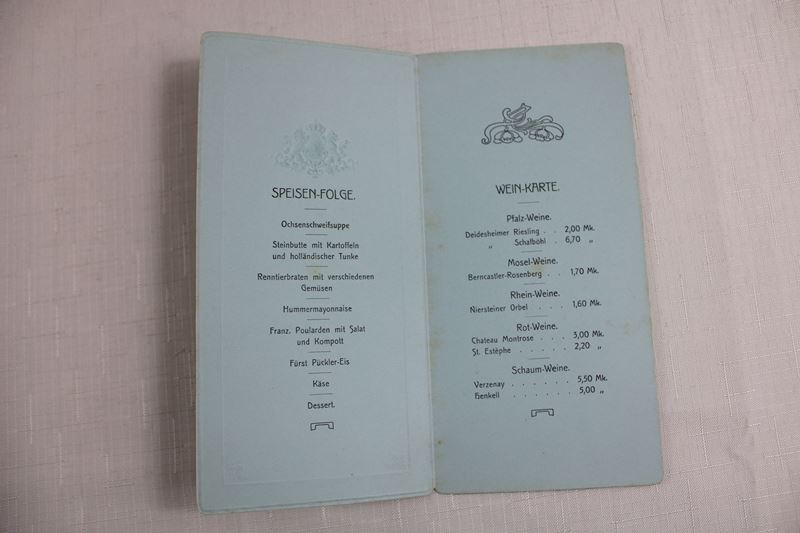 SPEISEN-FOLGE.
Ochsenschweifsuppe
Steinbutte mit Kartoffeln
und holländischer Tunke
Renntierbraten mit verschiedenen
Gemüsen
Hummermayonnaise
Franz. Poularden mit Salat
und Kompott
Fürst Pückler-Eis
Käse
Dessert.
WEIN-KARTE.
Pfalz-Weine.
Deidesheimer Riesling . . 2,00 Mk.
„ Schafböhl . 6,70 „
Mosel-Weine.
Berncastler-Rosenberg . . 1,70 Mk.
Rhein-Weine.
Niersteiner Orbel . . . 1,60 Mk.
Rot-Weine.
Chateau Montrose . . . 3,00 Mk.
St. Estèphe . . . . . 2,20 „
Schaum-Weine.
Verzenay . . . . . . 5,50 Mk.
Henkell . . . . . . 5,00 „